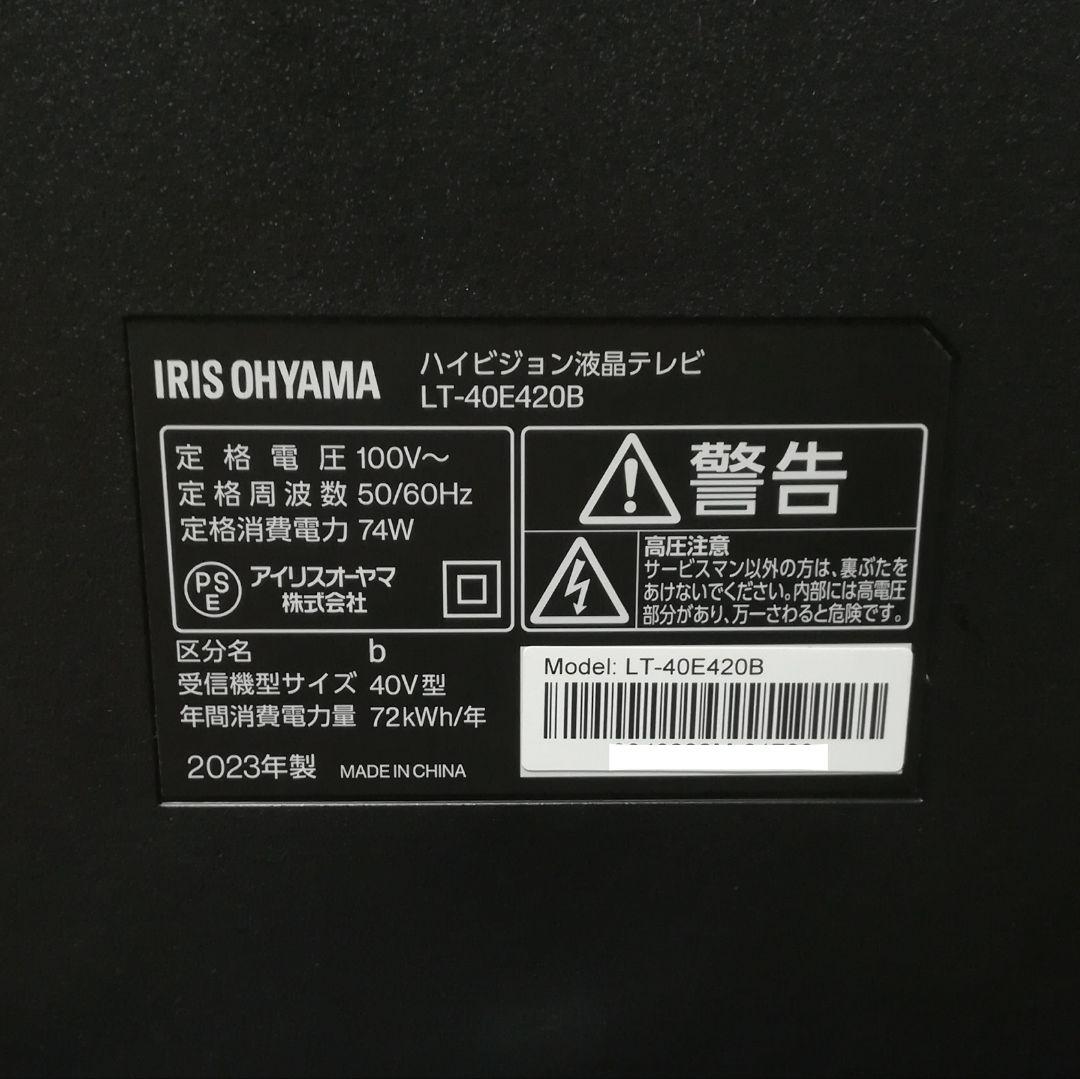 IRIS OHYAMA
ハイビジョン液晶テレビ
LT-40E420B
定格電圧 100V～
定格周波数 50/60Hz
定格消費電力 74W
PS
E
アイリスオーヤマ
株式会社
警告
高圧注意
サービスマン以外の方は、裏ぶたを
あけないでください。内部には高電圧
部分があり、万一さわると危険です。
区分名 b
受信機型サイズ 40V型
年間消費電力量 72kWh/年
2023年製 MADE IN CHINA
Model: LT-40E420B